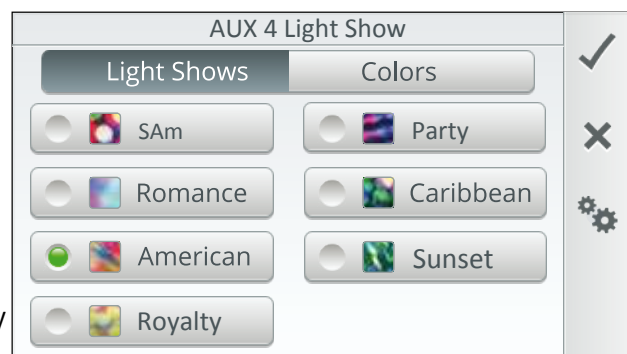 AUX 4 Light Show
Light Shows Colors
SAm Party
Romance Caribbean
American Sunset
Royalty